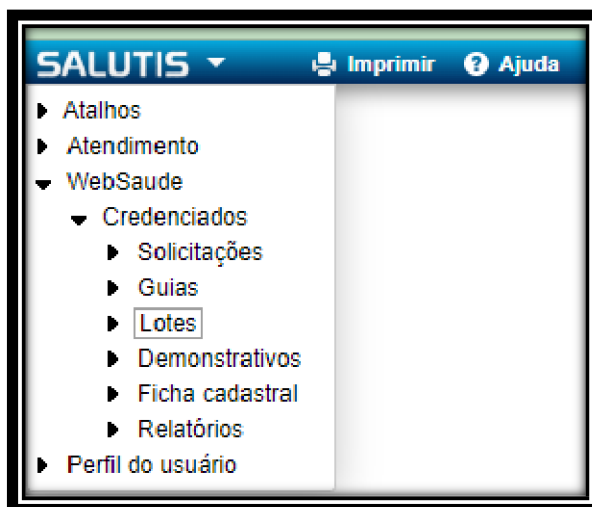 SALUTIS Imprimir Ajuda
Atalhos
Atendimento
WebSaude
Credenciados
Solicitações
Guias
Lotes
Demonstrativos
Ficha cadastral
Relatórios
Perfil do usuário